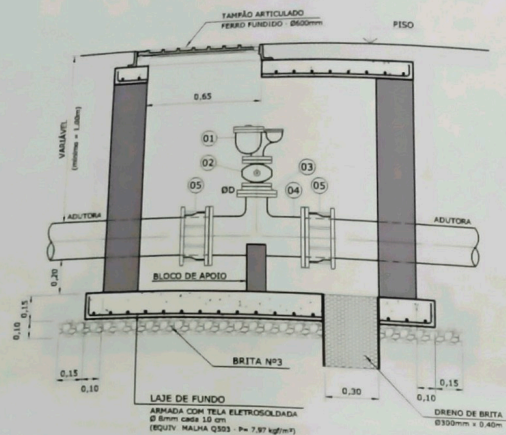 TAMPÃO ARTICULADO
FERRO FUNDIDO - Ø600mm
PISO
0,65
VARIÁVEL
(mínimo = 1,00m)
01
02
03
ØD
04
05
05
ADUTORA
ADUTORA
BLOCO DE APOIO
0,20
0,15
0,10
BRITA Nº3
0,15
0,10
0,30
0,10
0,15
LAJE DE FUNDO
ARMADA COM TELA ELETROSOLDADA
Ø 8mm cada 10 cm
(EQUIV. MALHA Q503 - P= 7,97 kgf/m²)
DRENO DE BRITA
Ø300mm x 0,40m